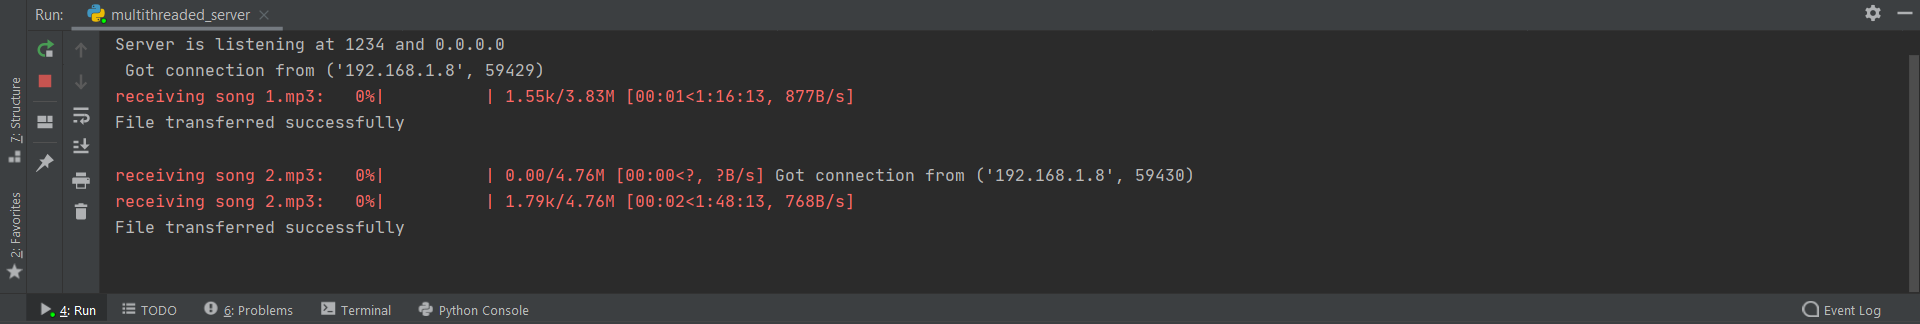 Run: multithreaded_server
Server is listening at 1234 and 0.0.0.0
Got connection from ('192.168.1.8', 59429)
receiving song 1.mp3:   0%|          | 1.55k/3.83M [00:01<1:16:13, 877B/s]
File transferred successfully
receiving song 2.mp3:   0%|          | 0.00/4.76M [00:00<?, ?B/s] Got connection from ('192.168.1.8', 59430)
receiving song 2.mp3:   0%|          | 1.79k/4.76M [00:02<1:48:13, 768B/s]
File transferred successfully
7: Structure
2: Favorites
4: Run TODO 6: Problems Terminal Python Console Event Log